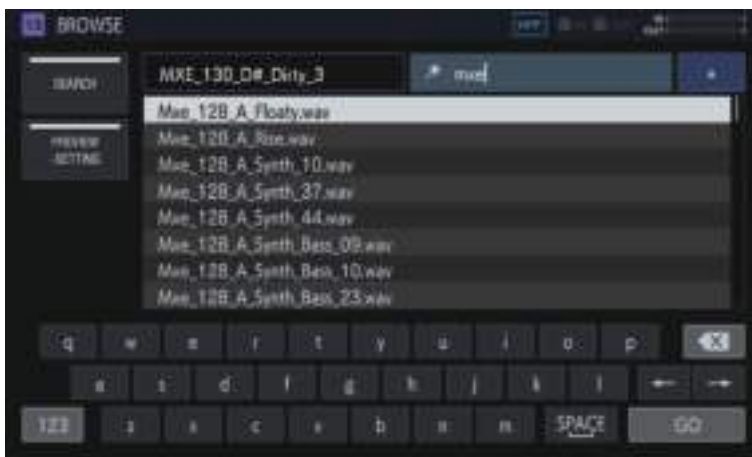 BROWSE
SEARCH
MXE_130_D#_Dirty_3
mxe
PREVIEW
SETTING
Mxe_128_A_Floaty.wav
Mxe_128_A_Rise.wav
Mxe_128_A_Synth_10.wav
Mxe_128_A_Synth_37.wav
Mxe_128_A_Synth_44.wav
Mxe_128_A_Synth_Bass_09.wav
Mxe_128_A_Synth_Bass_10.wav
Mxe_128_A_Synth_Bass_23.wav
q w e r t y u i o p
a s d f g h j k l
123 z x c v b n m SPACE GO